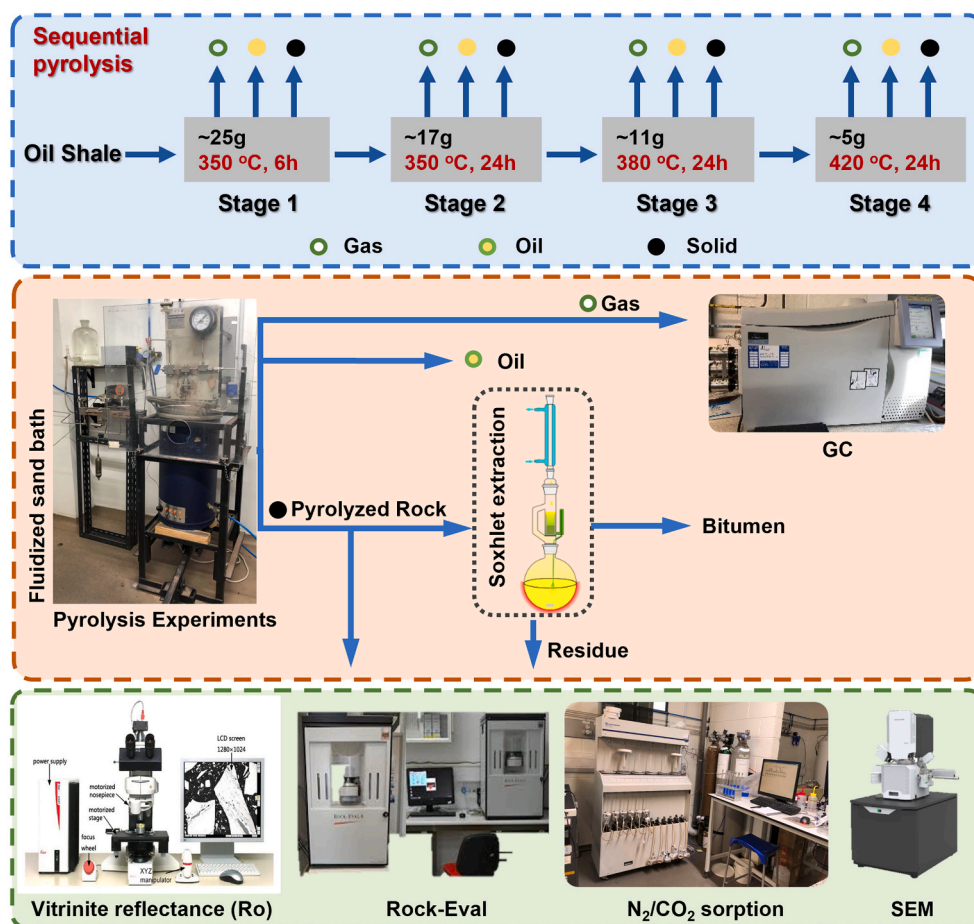 Sequential
pyrolysis
Oil Shale
~25g
350 °C, 6h
~17g
350 °C, 24h
~11g
380 °C, 24h
~5g
420 °C, 24h
Stage 1
Stage 2
Stage 3
Stage 4
Gas
Oil
Solid
Fluidized sand bath
Pyrolysis Experiments
Gas
Oil
Pyrolyzed Rock
Soxhlet extraction
GC
Bitumen
Residue
power supply
motorized
nosepiece
motorized
stage
focus
wheel
XYZ
manipulator
LCD screen
1280×1024
ROCK-EVAL
Vitrinite reflectance (Ro)
Rock-Eval
N₂/CO₂ sorption
SEM